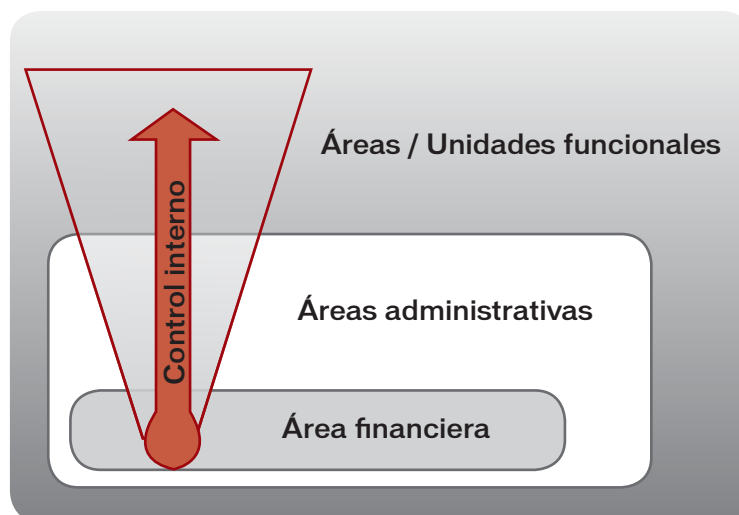 Áreas / Unidades funcionales
Control interno
Áreas administrativas
Área financiera